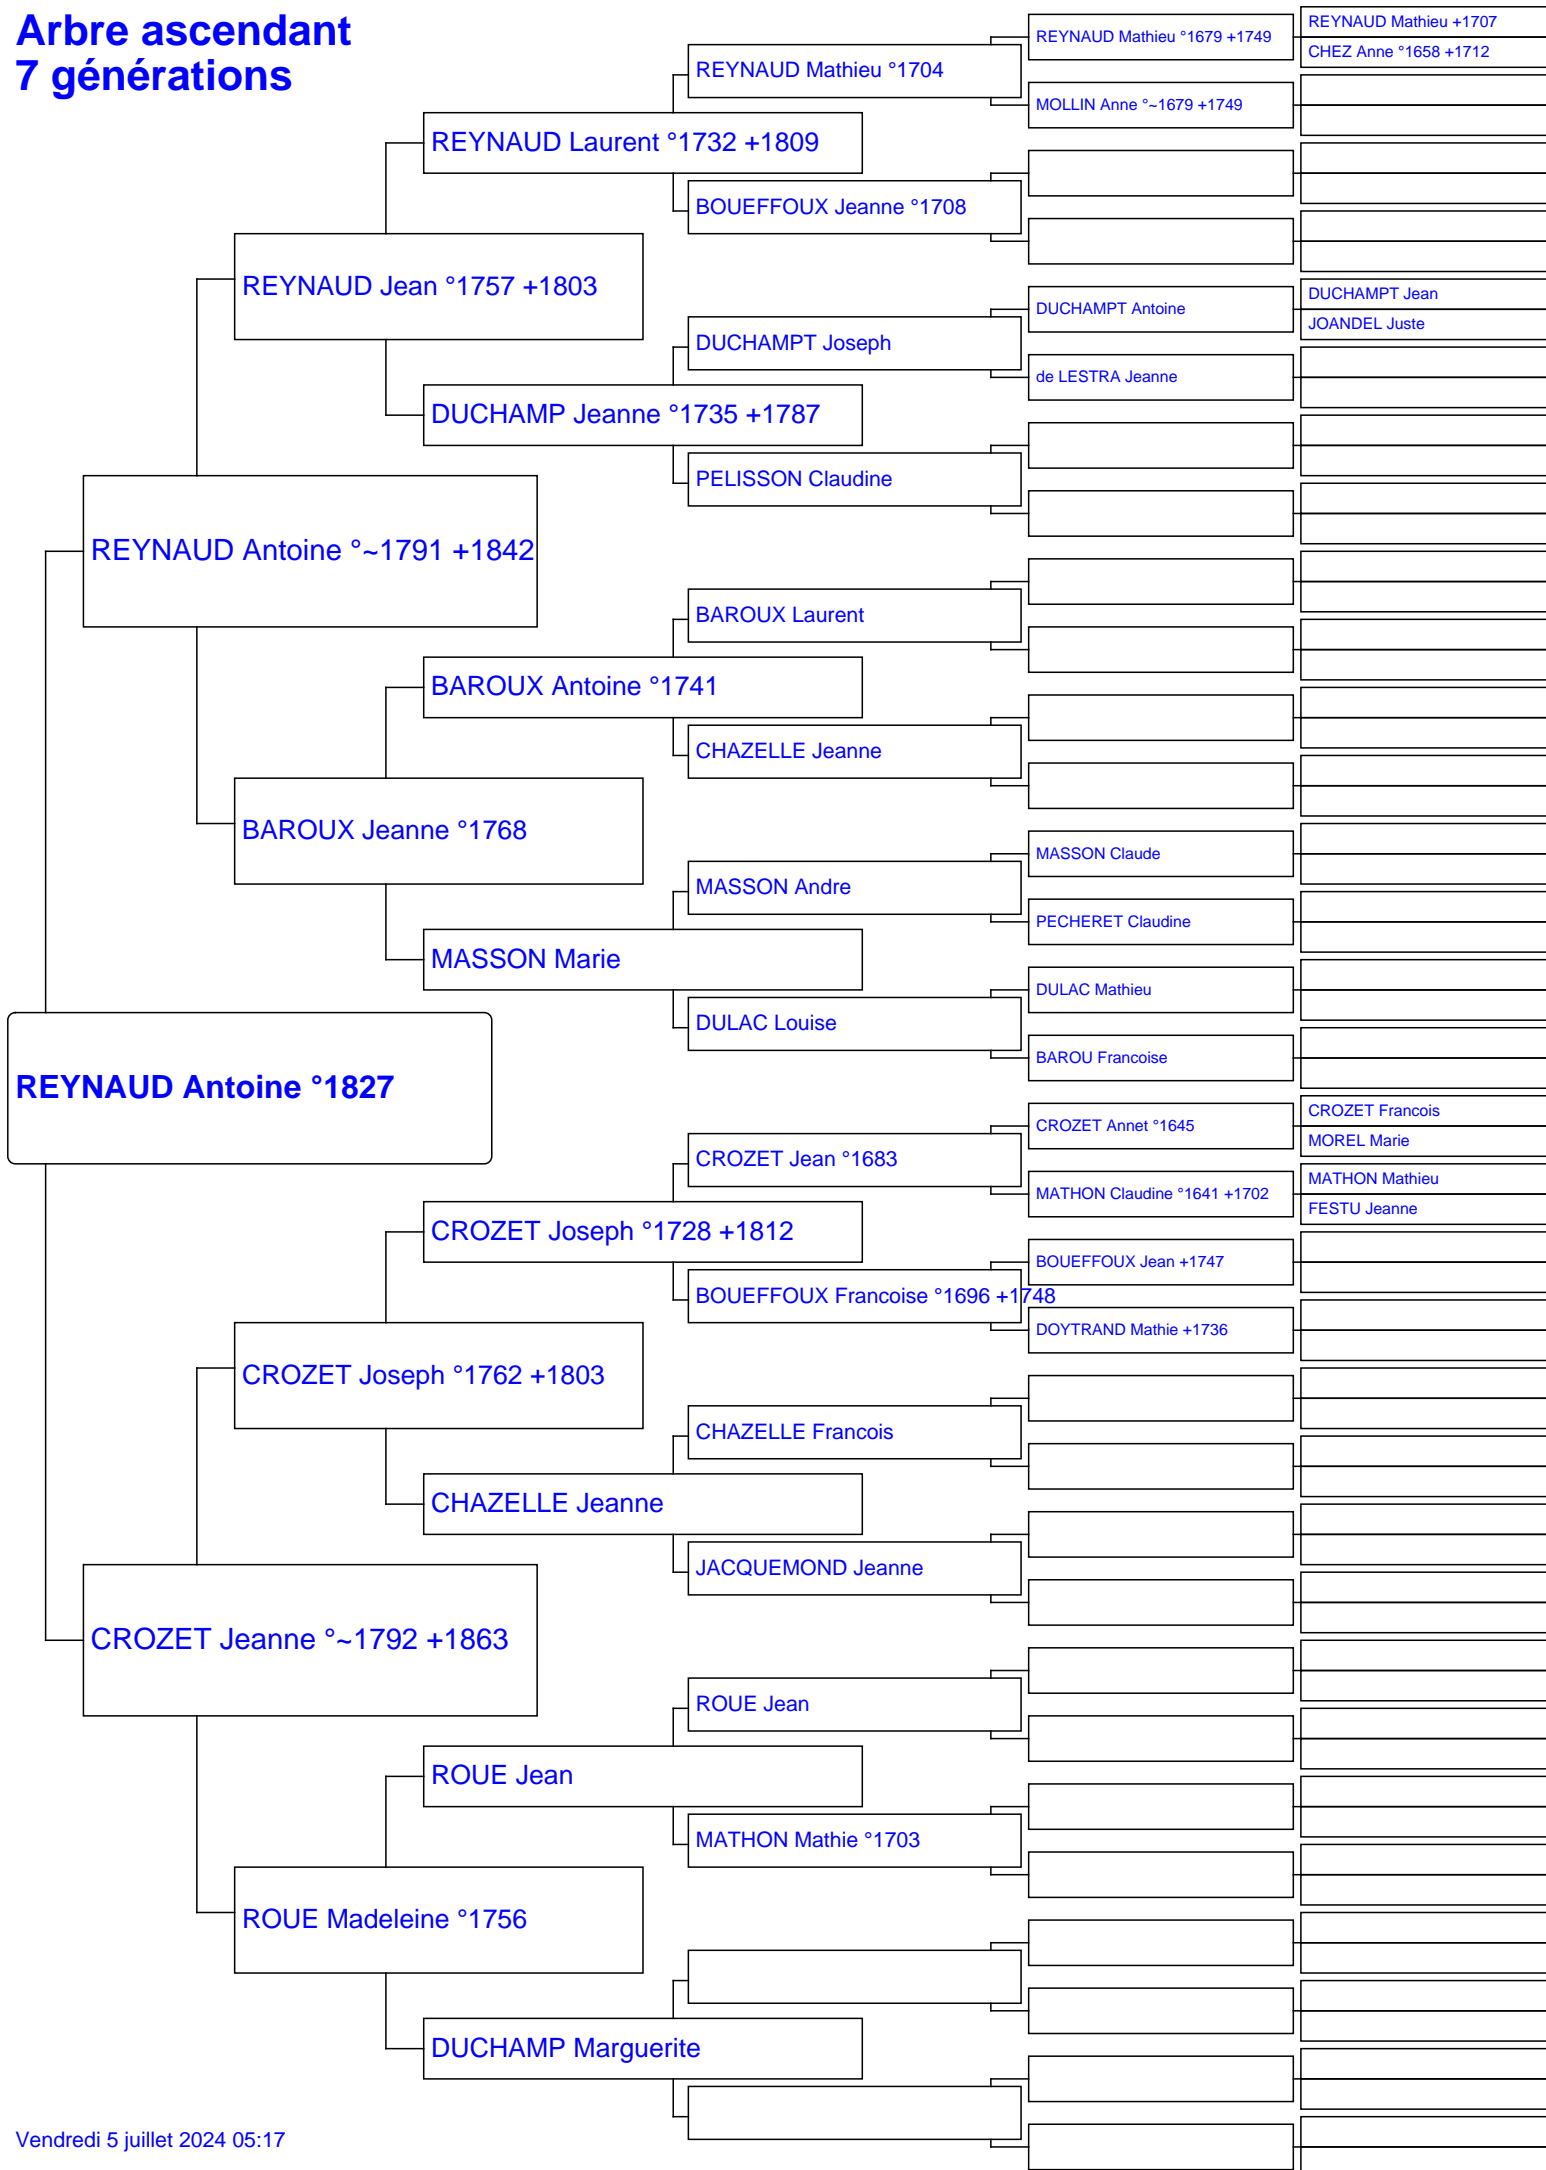 Arbre ascendant
7 générations
REYNAUD Antoine °1827
REYNAUD Antoine °~1791 +1842
CROZET Jeanne °~1792 +1863
REYNAUD Jean °1757 +1803
BAROUX Jeanne °1768
CROZET Joseph °1762 +1803
ROUE Madeleine °1756
REYNAUD Laurent °1732 +1809
DUCHAMP Jeanne °1735 +1787
BAROUX Antoine °1741
MASSON Marie
CROZET Joseph °1728 +1812
CHAZELLE Jeanne
ROUE Jean
DUCHAMP Marguerite
REYNAUD Mathieu °1704
BOUEFFOUX Jeanne °1708
DUCHAMPT Joseph
PELISSON Claudine
BAROUX Laurent
CHAZELLE Jeanne
MASSON Andre
DULAC Louise
CROZET Jean °1683
BOUEFFOUX Francoise °1696 +1748
CHAZELLE Francois
JACQUEMOND Jeanne
ROUE Jean
MATHON Mathie °1703
REYNAUD Mathieu °1679 +1749
MOLLIN Anne °~1679 +1749
DUCHAMPT Antoine
de LESTRA Jeanne
MASSON Claude
PECHERET Claudine
DULAC Mathieu
BAROU Francoise
CROZET Annet °1645
MATHON Claudine °1641 +1702
BOUEFFOUX Jean +1747
DOYTRAND Mathie +1736
REYNAUD Mathieu +1707
CHEZ Anne °1658 +1712
DUCHAMPT Jean
JOANDEL Juste
CROZET Francois
MOREL Marie
MATHON Mathieu
FESTU Jeanne
Vendredi 5 juillet 2024 05:17